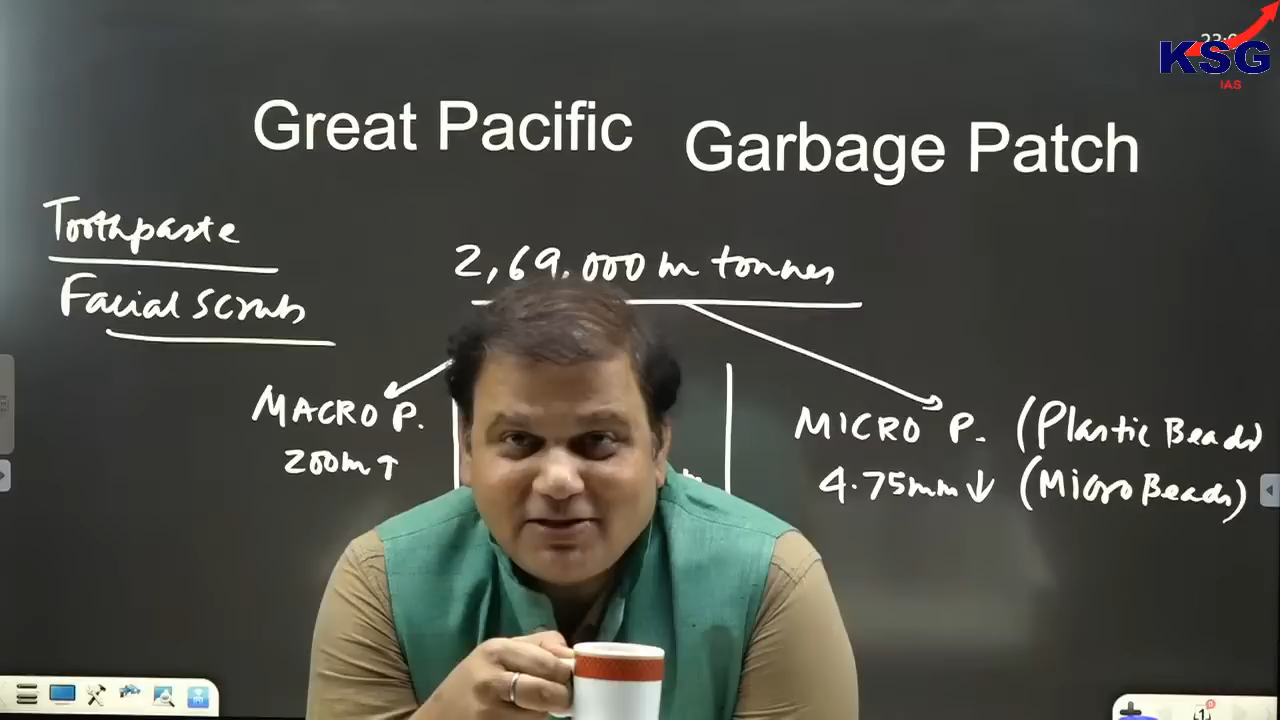 KSG
IAS
Great Pacific Garbage Patch
Toothpaste
Facial Scrubs
2,69,000 m tonnes
MACRO P.
200m ↑
MICRO P. (Plastic Beads)
4.75mm ↓ (Micro Beads)